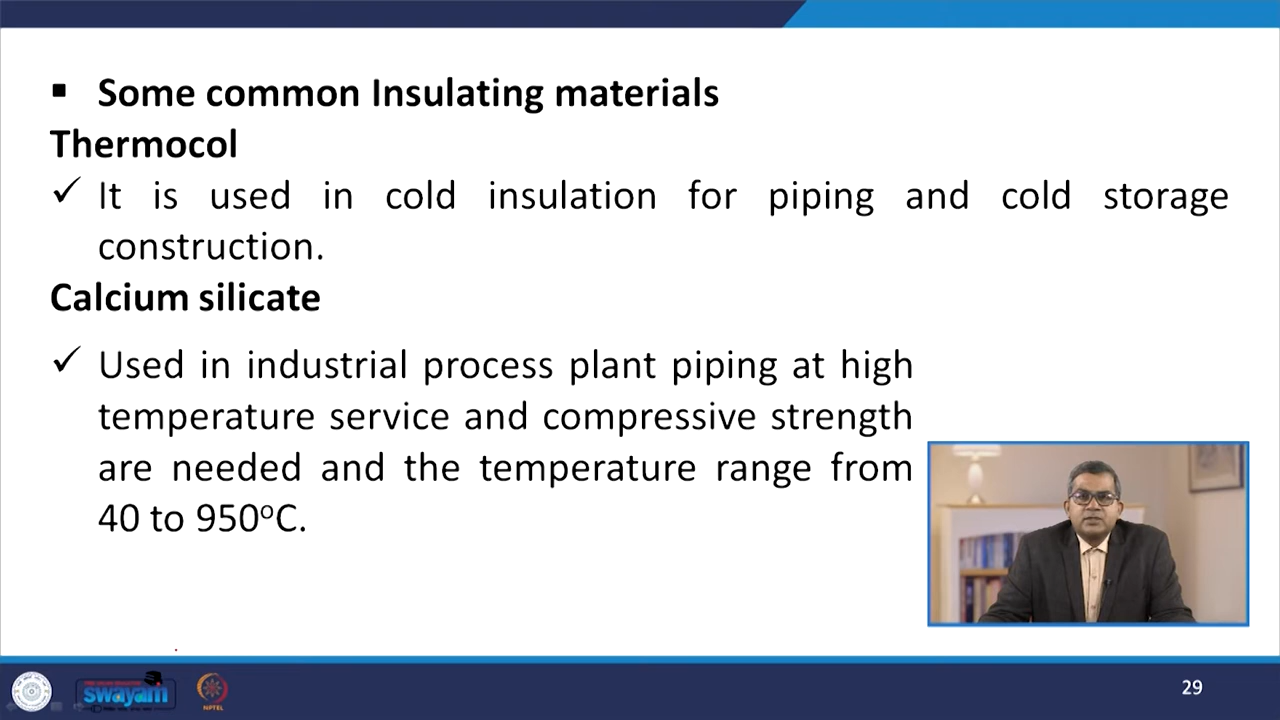 ▪ Some common Insulating materials
Thermocol
✓ It is used in cold insulation for piping and cold storage
construction.
Calcium silicate
✓ Used in industrial process plant piping at high
temperature service and compressive strength
are needed and the temperature range from
40 to 950°C.
swayam
NPTEL
29